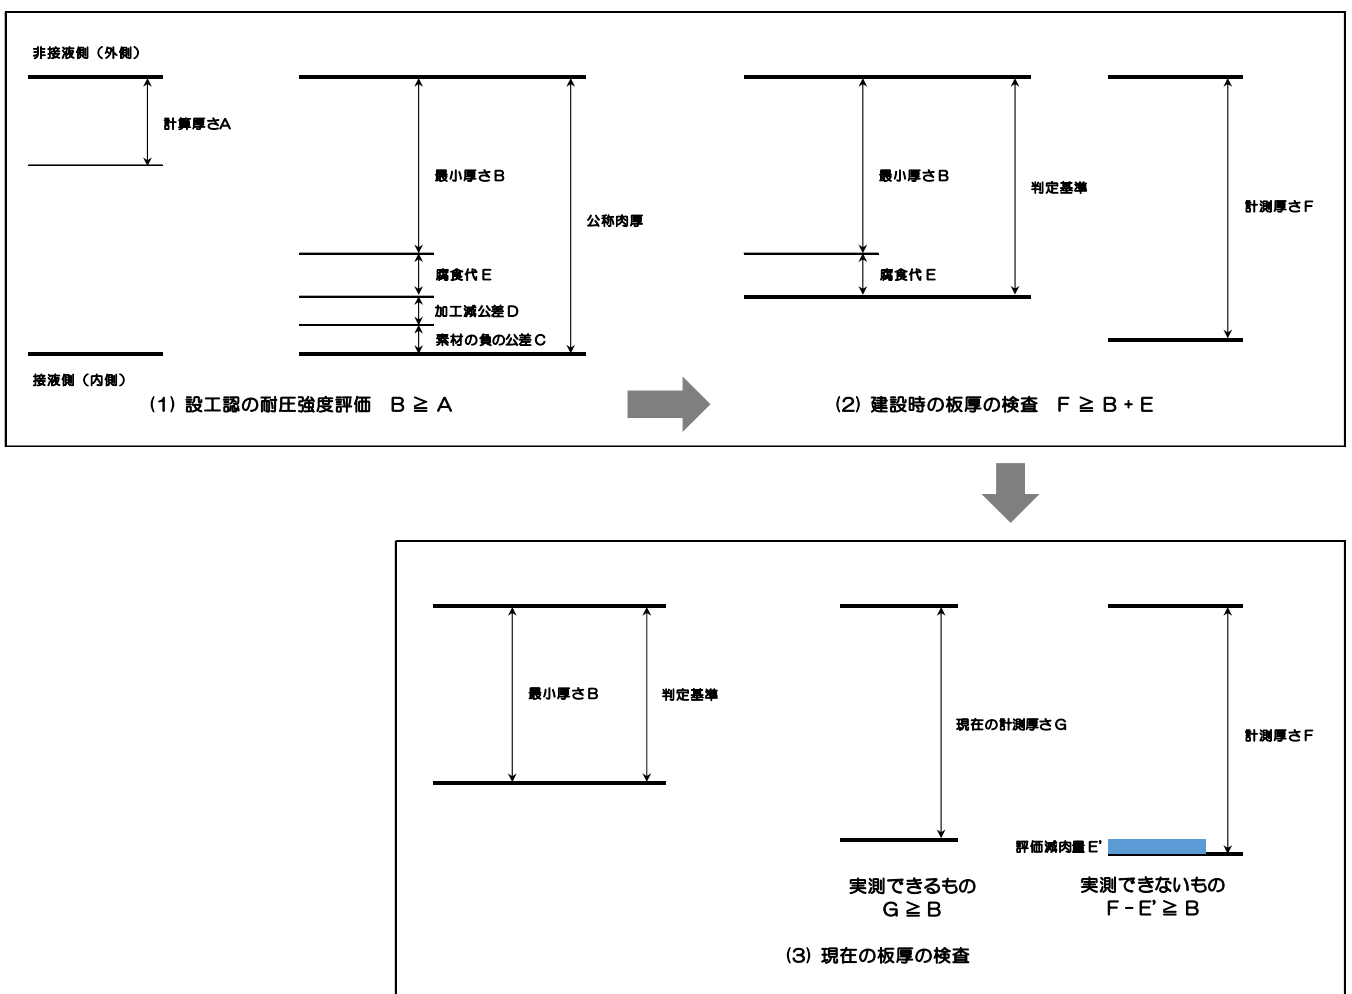 非接液側（外側）
計算厚さA
最小厚さB
公称肉厚
腐食代E
加工減公差D
素材の負の公差C
接液側（内側）
(1) 設工認の耐圧強度評価　B ≧ A
最小厚さB
判定基準
計測厚さF
腐食代E
(2) 建設時の板厚の検査　F ≧ B + E
最小厚さB
判定基準
現在の計測厚さG
計測厚さF
評価減肉量E'
実測できるもの
G ≧ B
実測できないもの
F - E' ≧ B
(3) 現在の板厚の検査